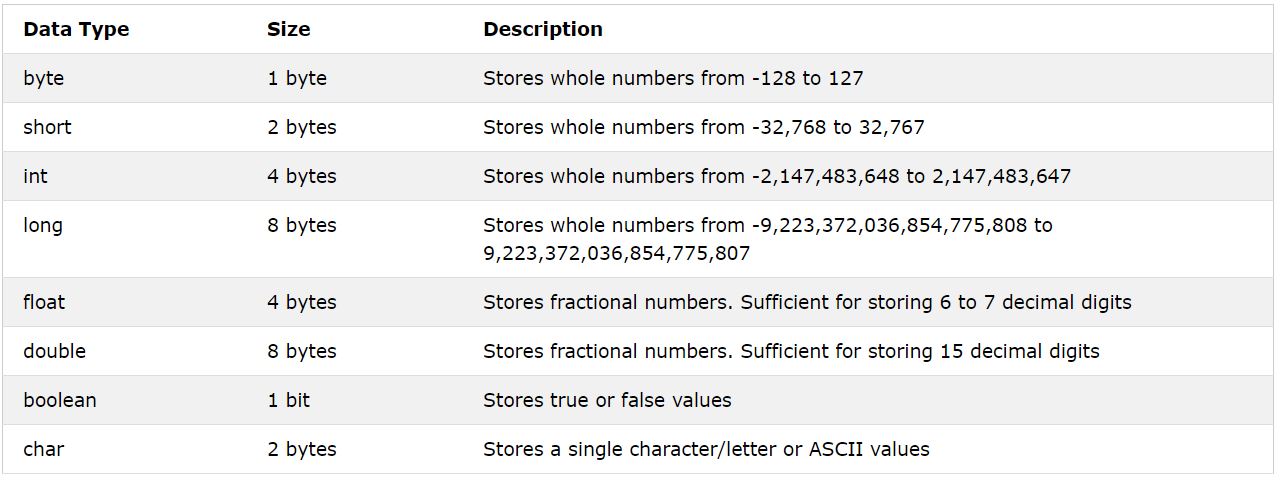 Data Type Size Description
byte 1 byte Stores whole numbers from -128 to 127
short 2 bytes Stores whole numbers from -32,768 to 32,767
int 4 bytes Stores whole numbers from -2,147,483,648 to 2,147,483,647
long 8 bytes Stores whole numbers from -9,223,372,036,854,775,808 to
9,223,372,036,854,775,807
float 4 bytes Stores fractional numbers. Sufficient for storing 6 to 7 decimal digits
double 8 bytes Stores fractional numbers. Sufficient for storing 15 decimal digits
boolean 1 bit Stores true or false values
char 2 bytes Stores a single character/letter or ASCII values